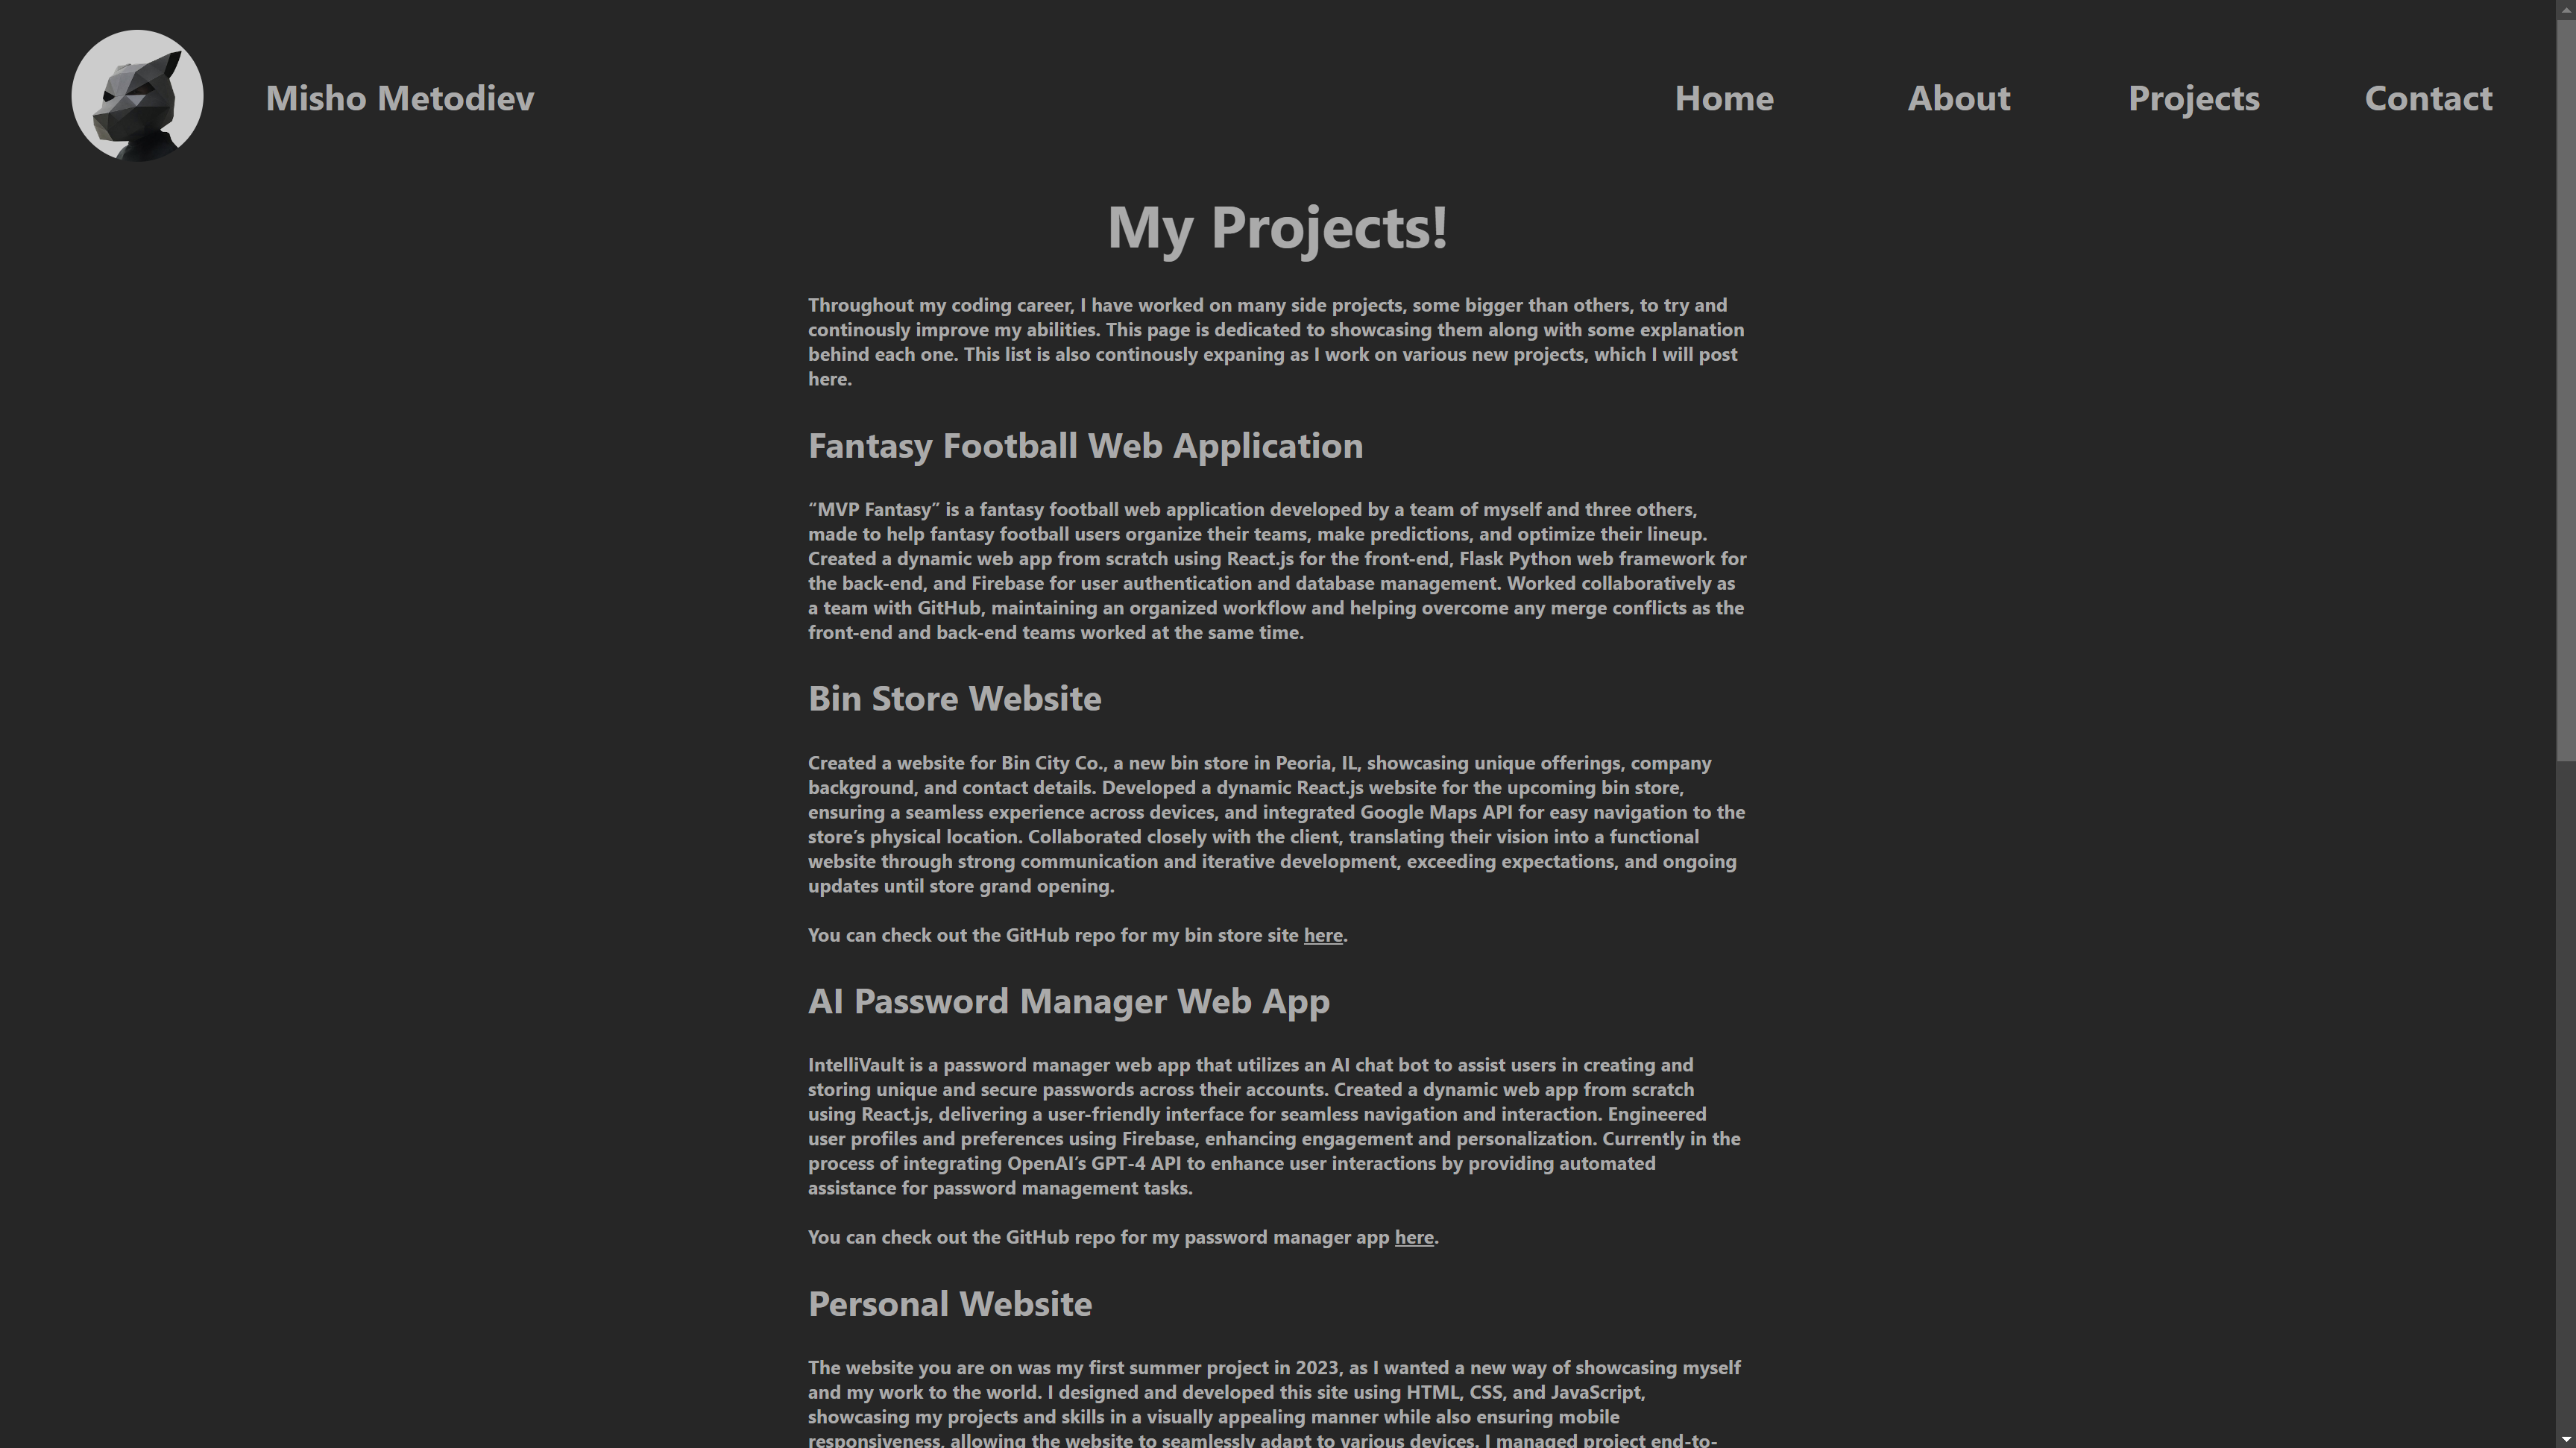 Misho Metodiev
Home
About
Projects
Contact
My Projects!
Throughout my coding career, I have worked on many side projects, some bigger than others, to try and
continously improve my abilities. This page is dedicated to showcasing them along with some explanation
behind each one. This list is also continously expaning as I work on various new projects, which I will post
here.
Fantasy Football Web Application
“MVP Fantasy” is a fantasy football web application developed by a team of myself and three others,
made to help fantasy football users organize their teams, make predictions, and optimize their lineup.
Created a dynamic web app from scratch using React.js for the front-end, Flask Python web framework for
the back-end, and Firebase for user authentication and database management. Worked collaboratively as
a team with GitHub, maintaining an organized workflow and helping overcome any merge conflicts as the
front-end and back-end teams worked at the same time.
Bin Store Website
Created a website for Bin City Co., a new bin store in Peoria, IL, showcasing unique offerings, company
background, and contact details. Developed a dynamic React.js website for the upcoming bin store,
ensuring a seamless experience across devices, and integrated Google Maps API for easy navigation to the
store’s physical location. Collaborated closely with the client, translating their vision into a functional
website through strong communication and iterative development, exceeding expectations, and ongoing
updates until store grand opening.
You can check out the GitHub repo for my bin store site here.
AI Password Manager Web App
IntelliVault is a password manager web app that utilizes an AI chat bot to assist users in creating and
storing unique and secure passwords across their accounts. Created a dynamic web app from scratch
using React.js, delivering a user-friendly interface for seamless navigation and interaction. Engineered
user profiles and preferences using Firebase, enhancing engagement and personalization. Currently in the
process of integrating OpenAI’s GPT-4 API to enhance user interactions by providing automated
assistance for password management tasks.
You can check out the GitHub repo for my password manager app here.
Personal Website
The website you are on was my first summer project in 2023, as I wanted a new way of showcasing myself
and my work to the world. I designed and developed this site using HTML, CSS, and JavaScript,
showcasing my projects and skills in a visually appealing manner while also ensuring mobile
responsiveness, allowing the website to seamlessly adapt to various devices. I managed project end-to-